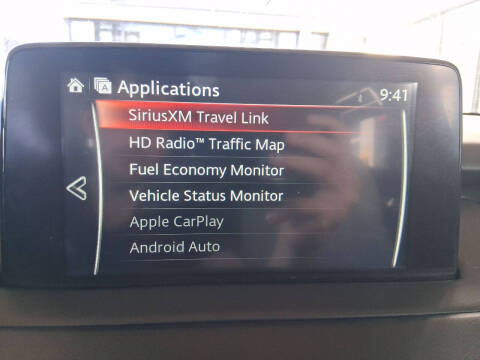 Applications
9:41
SiriusXM Travel Link
HD Radio™ Traffic Map
Fuel Economy Monitor
Vehicle Status Monitor
Apple CarPlay
Android Auto